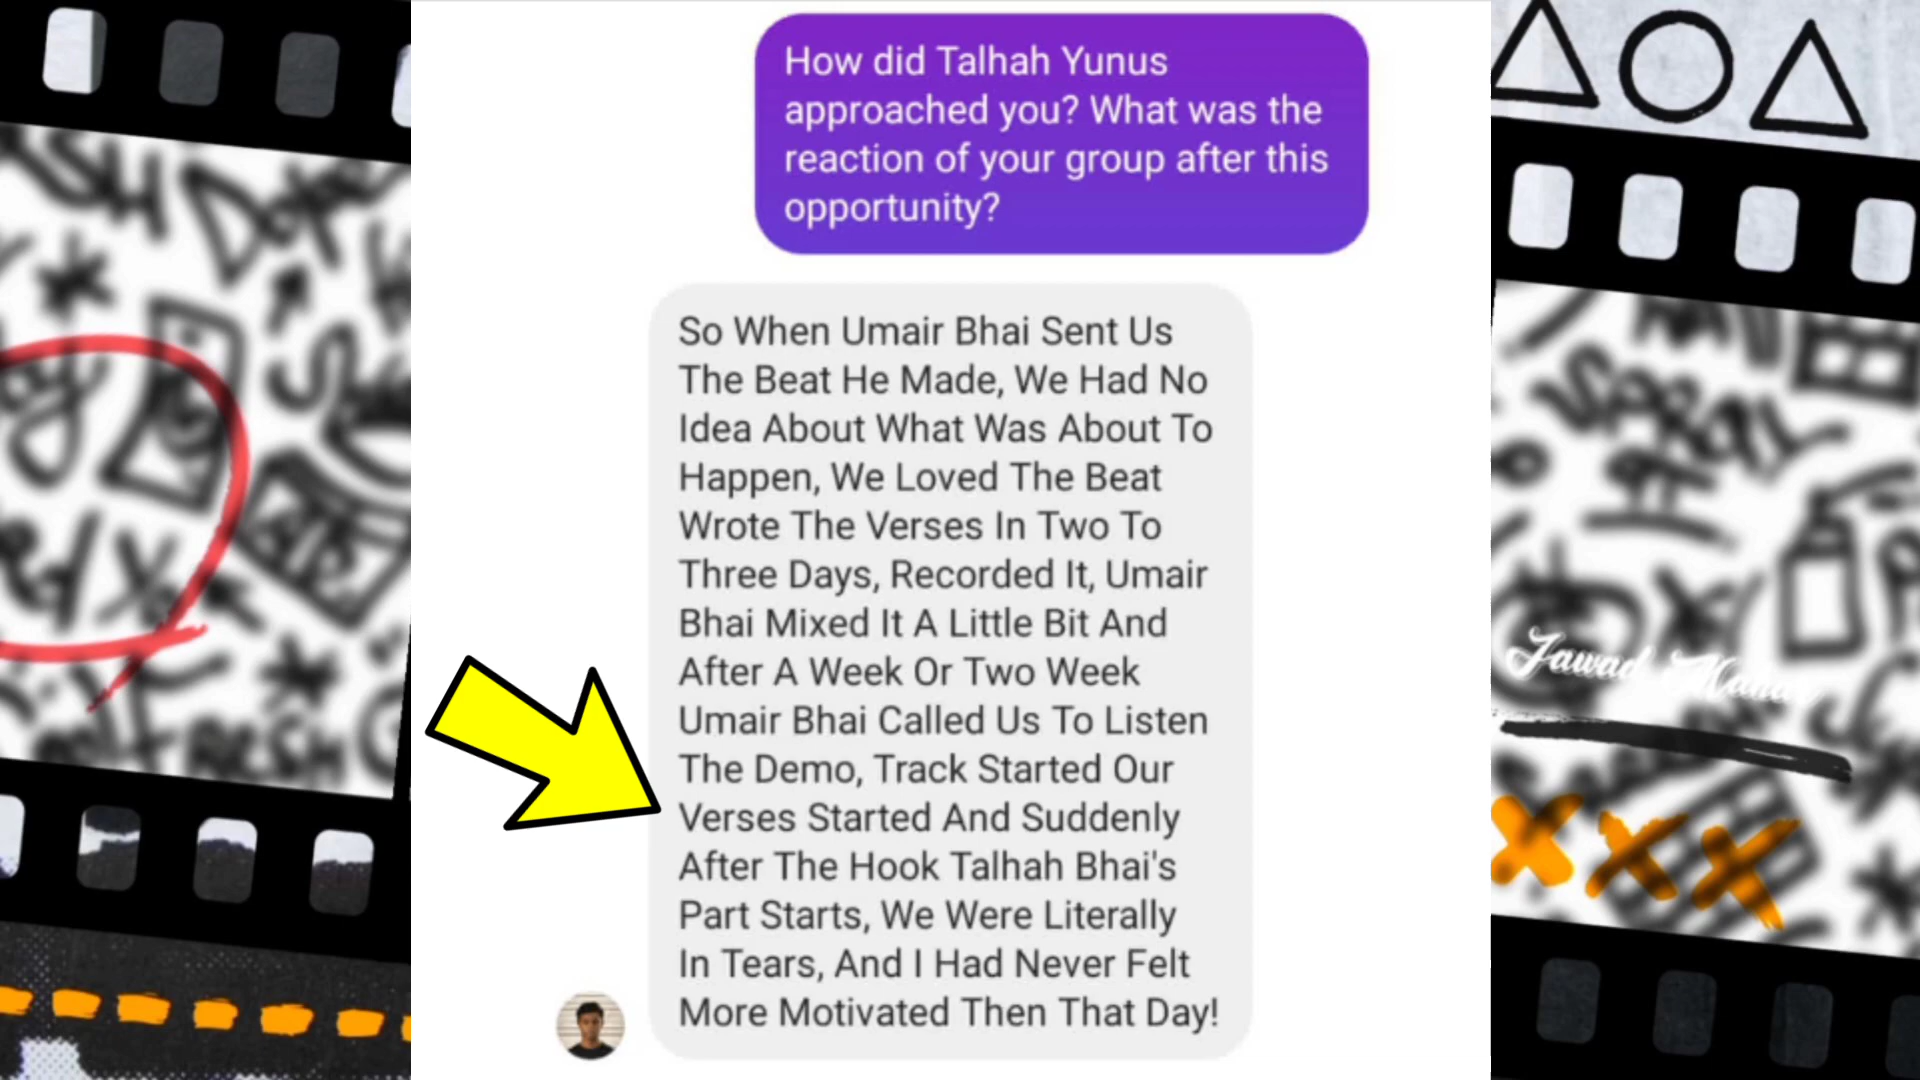 How did Talhah Yunus
approached you? What was the
reaction of your group after this
opportunity?
So When Umair Bhai Sent Us
The Beat He Made, We Had No
Idea About What Was About To
Happen, We Loved The Beat
Wrote The Verses In Two To
Three Days, Recorded It, Umair
Bhai Mixed It A Little Bit And
After A Week Or Two Week
Umair Bhai Called Us To Listen
The Demo, Track Started Our
Verses Started And Suddenly
After The Hook Talhah Bhai's
Part Starts, We Were Literally
In Tears, And I Had Never Felt
More Motivated Then That Day!
Jawad